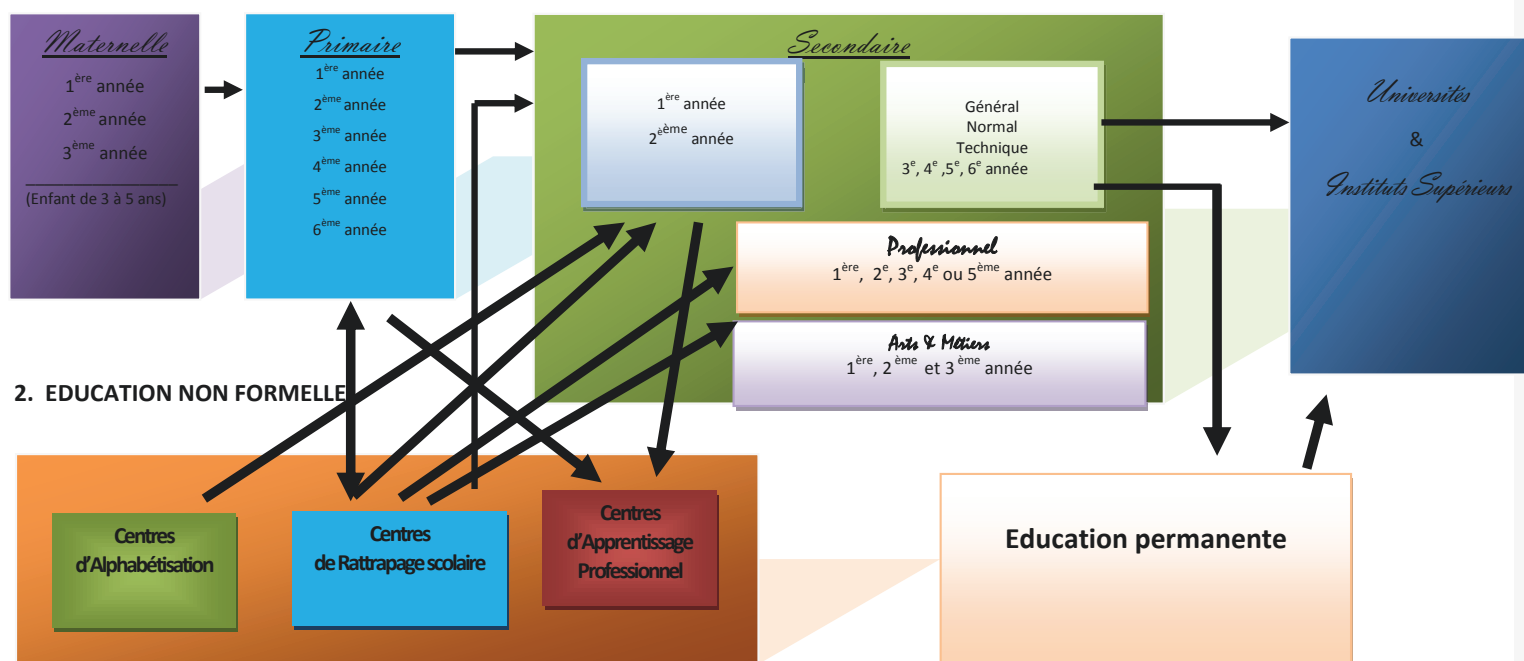 Maternelle
1ère année
2ème année
3ème année
(Enfant de 3 à 5 ans)
Primaire
1ère année
2ème année
3ème année
4ème année
5ème année
6ème année
Secondaire
1ère année
2èème année
Général
Normal
Technique
3e, 4e ,5e, 6e année
Professionnel
1ère, 2e, 3e, 4e ou 5ème année
Arts & Métiers
1ère, 2ème et 3ème année
Universités
&
Instituts Supérieurs
2. EDUCATION NON FORMELLE
Centres
d'Alphabétisation
Centres
de Rattrapage scolaire
Centres
d'Apprentissage
Professionnel
Education permanente